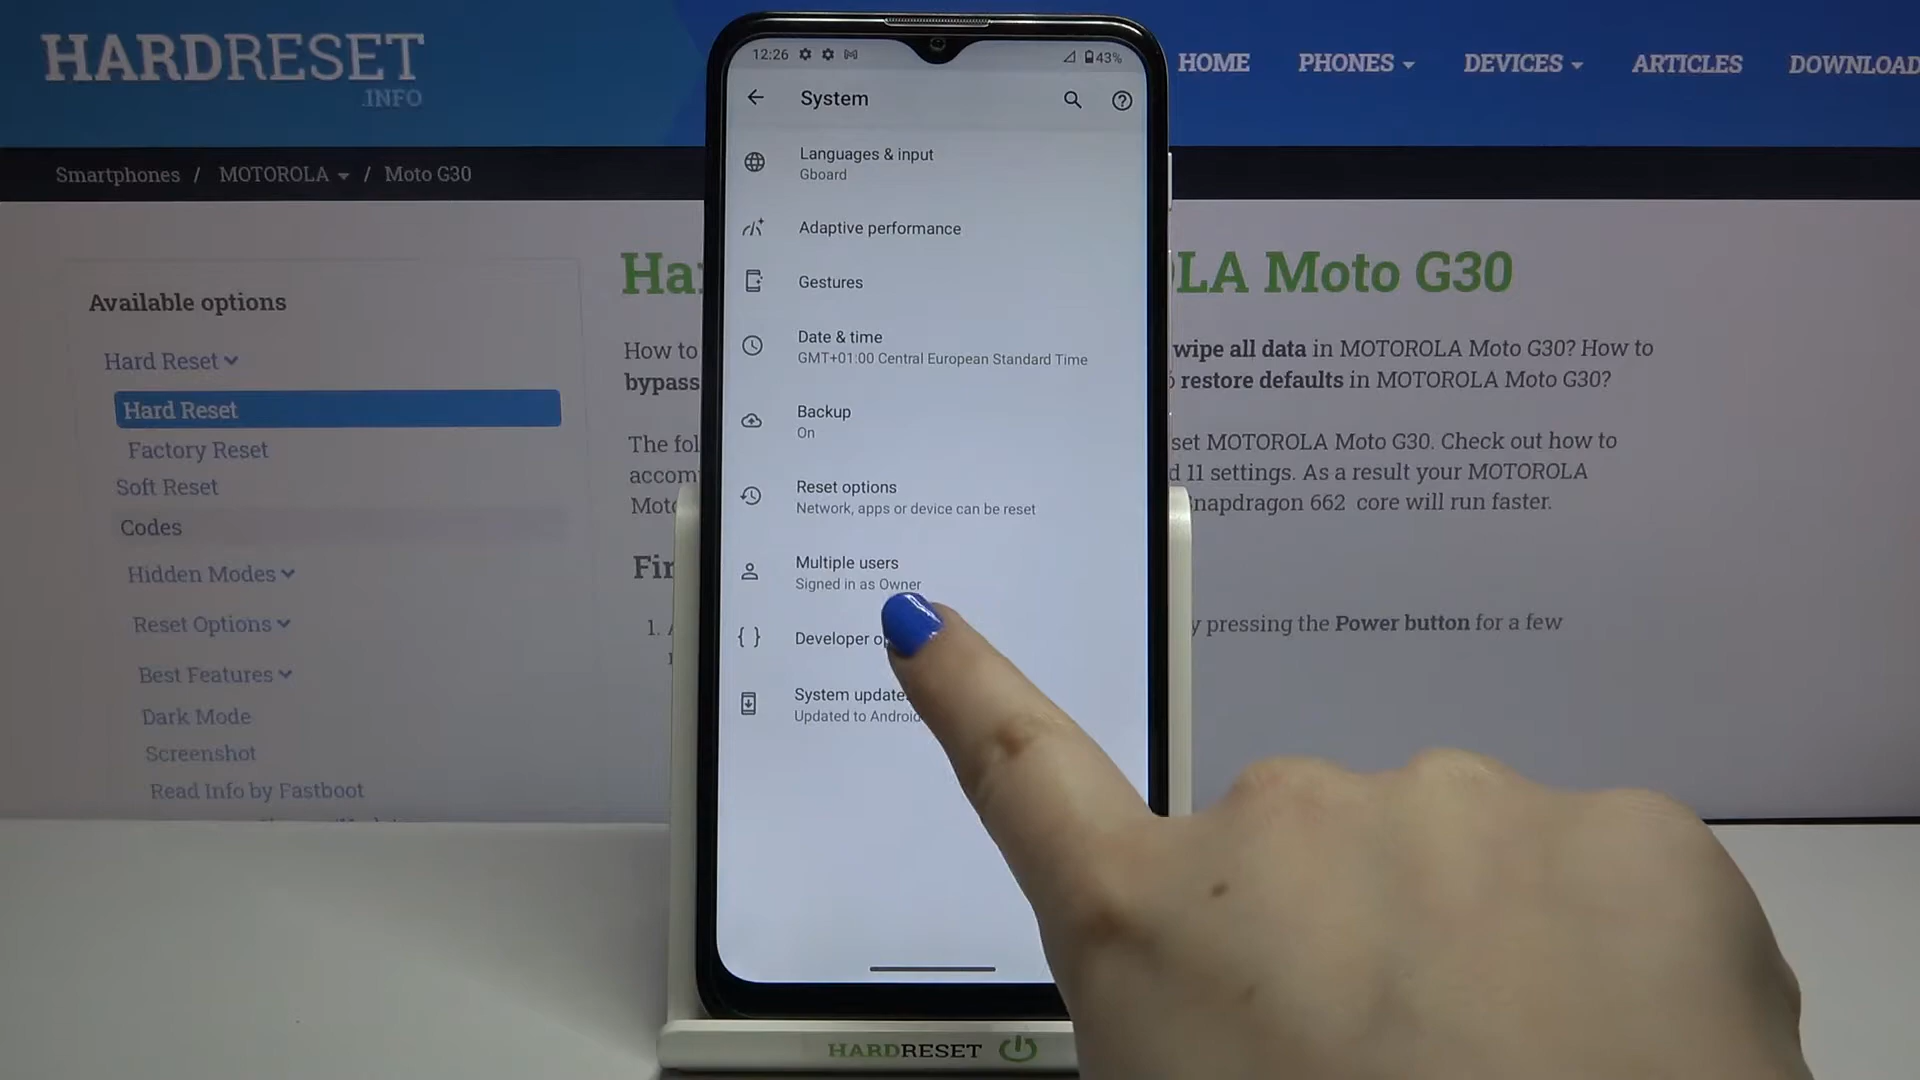 HARDRESET
.INFO
HOME PHONES DEVICES ARTICLES DOWNLOAD
Smartphones / MOTOROLA / Moto G30
Available options
Hard Reset
Hard Reset
Factory Reset
Soft Reset
Codes
Hidden Modes
Reset Options
Best Features
Dark Mode
Screenshot
Read Info by Fastboot
LA Moto G30
How to
wipe all data in MOTOROLA Moto G30? How to
bypass
restore defaults in MOTOROLA Moto G30?
The fol
set MOTOROLA Moto G30. Check out how to
accom
d 11 settings. As a result your MOTOROLA
Moto
napdragon 662 core will run faster.
1.
y pressing the Power button for a few
12:26 43%
System
Languages & input
Gboard
Adaptive performance
Gestures
Date & time
GMT+01:00 Central European Standard Time
Backup
On
Reset options
Network, apps or device can be reset
Multiple users
Signed in as Owner
Developer o
System update
Updated to Android
HARDRESET